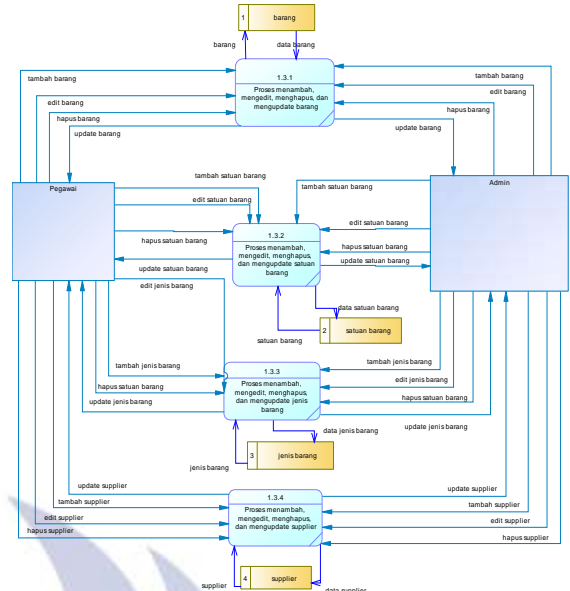 1 barang
barang
data barang
1.3.1
Proses menambah,
mengedit, menghapus, dan
mengupdate barang
tambah barang
edit barang
hapus barang
update barang
tambah barang
edit barang
hapus barang
update barang
Pegawai
Admin
tambah satuan barang
edit satuan barang
hapus satuan barang
update satuan barang
edit jenis barang
1.3.2
Proses menambah,
mengedit, menghapus,
dan mengupdate satuan
barang
tambah satuan barang
edit satuan barang
hapus satuan barang
update satuan barang
data satuan barang
satuan barang
2 satuan barang
tambah jenis barang
hapus satuan barang
update jenis barang
1.3.3
Proses menambah,
mengedit, menghapus,
dan mengupdate jenis
barang
tambah jenis barang
edit jenis barang
hapus satuan barang
update jenis barang
data jenis barang
jenis barang
3 jenis barang
update supplier
tambah supplier
edit supplier
hapus supplier
1.3.4
Proses menambah,
mengedit, menghapus,
dan mengupdate supplier
update supplier
tambah supplier
edit supplier
hapus supplier
4 supplier
supplier
data supplier